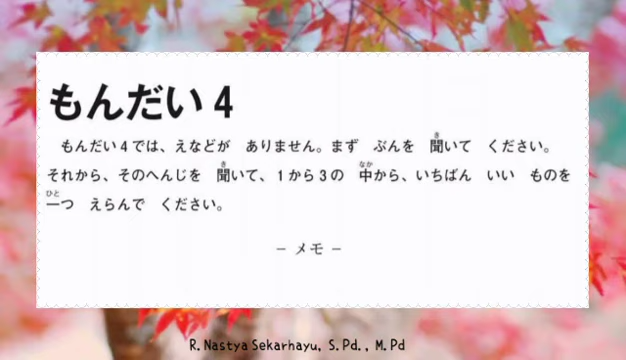 もんだい４
もんだい４では、えなどが　ありません。まず　ぶんを　聞いて　ください。
それから、そのへんじを　聞いて、１から３の　中から、いちばん　いい　ものを
一つ　えらんで　ください。
－ メモ －
R. Nastya Sekarhayu, S.Pd., M.Pd